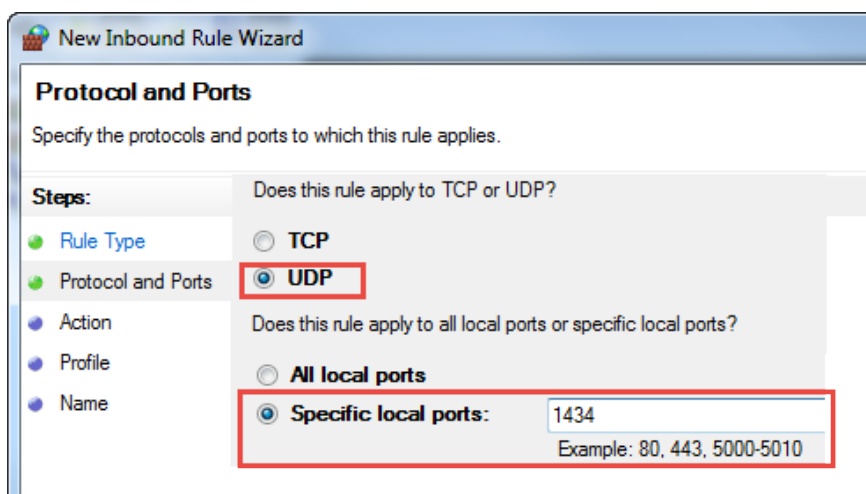 New Inbound Rule Wizard
Protocol and Ports
Specify the protocols and ports to which this rule applies.
Steps:
Rule Type
Protocol and Ports
Action
Profile
Name
Does this rule apply to TCP or UDP?
TCP
UDP
Does this rule apply to all local ports or specific local ports?
All local ports
Specific local ports: 1434
Example: 80, 443, 5000-5010